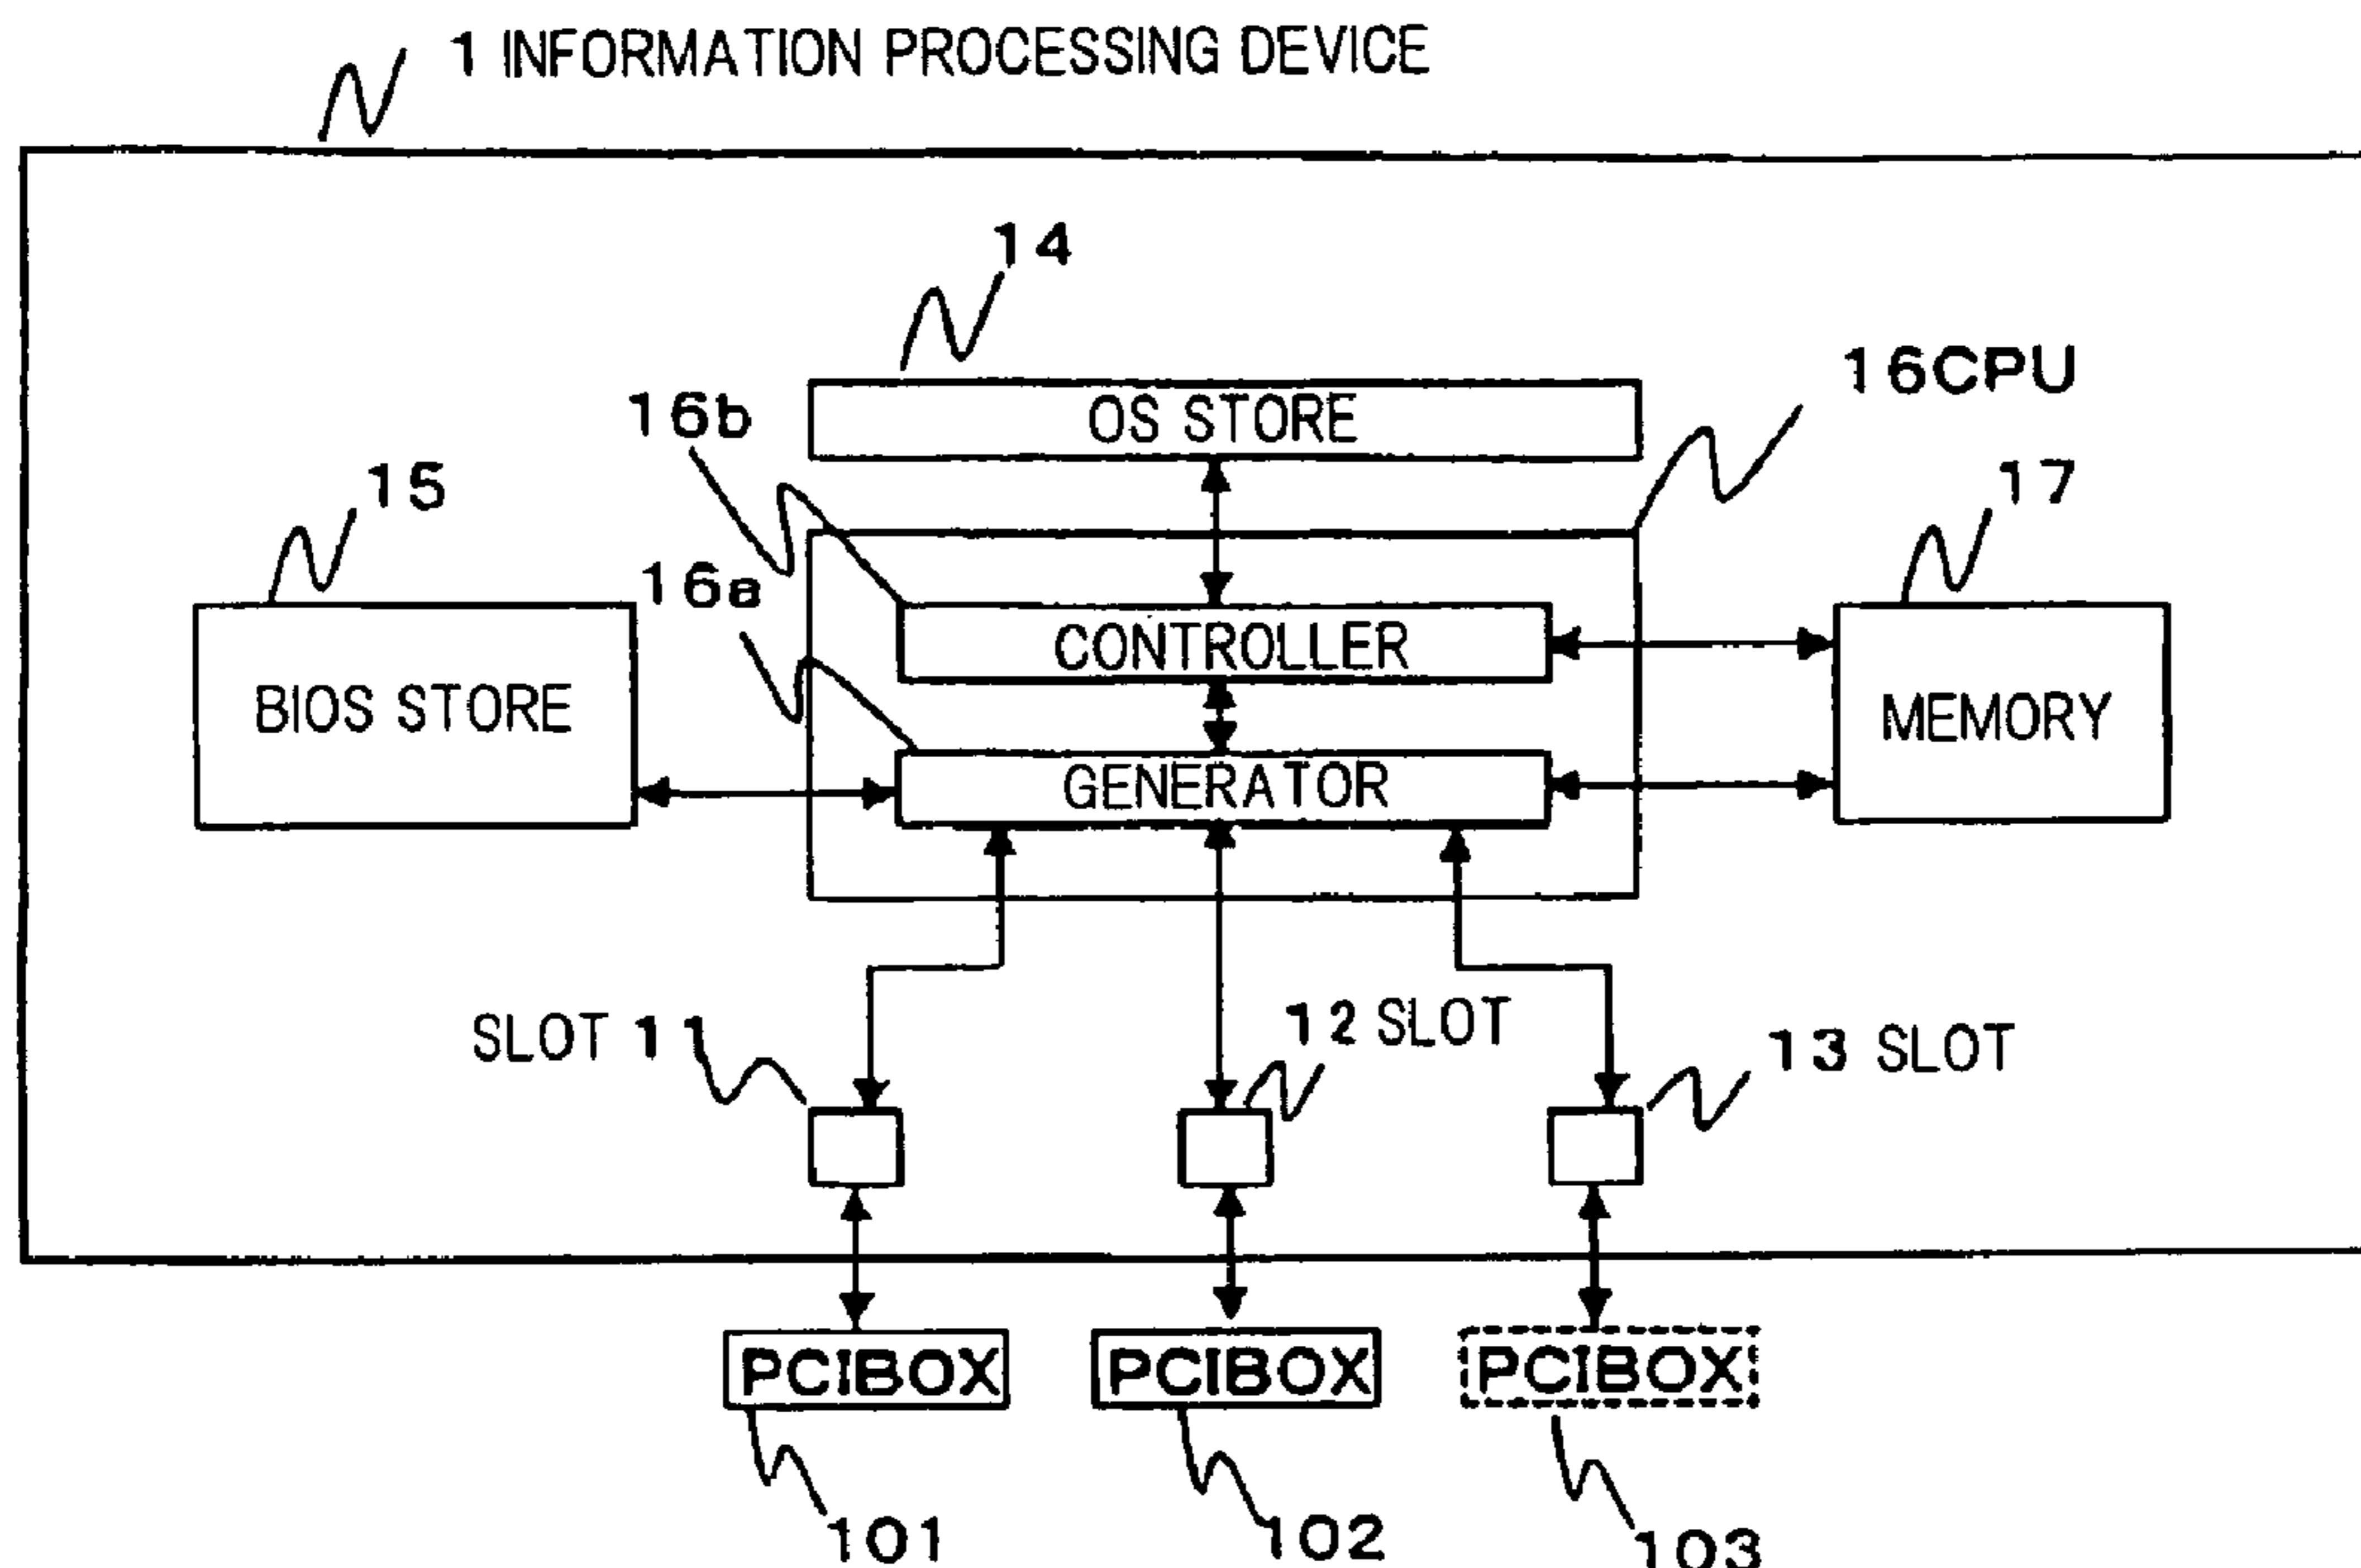 1 INFORMATION PROCESSING DEVICE
14
16CPU
16b
OS STORE
15
17
16a
CONTROLLER
BIOS STORE
MEMORY
GENERATOR
SLOT 11
12 SLOT
13 SLOT
PCIBOX
PCIBOX
PCIBOX
101
102
103